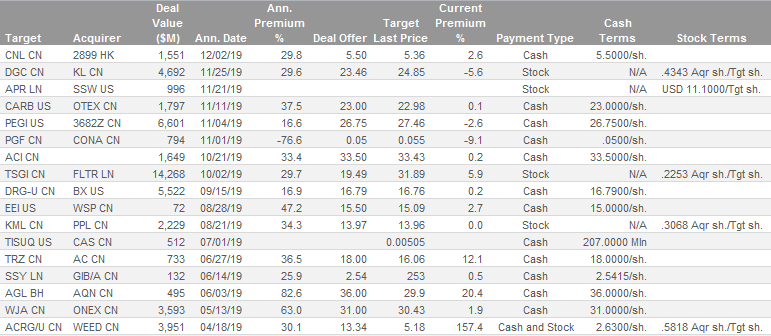 Deal Ann. Current
Value Premium Target Premium Cash
Target Acquirer ($M) Ann. Date % Deal Offer Last Price % Payment Type Terms Stock Terms
CNL CN 2899 HK 1,551 12/02/19 29.8 5.50 5.36 2.6 Cash 5.5000/sh.
DGC CN KL CN 4,692 11/25/19 29.6 23.46 24.85 -5.6 Stock N/A .4343 Aqr sh./Tgt sh.
APR LN SSW US 996 11/21/19 Stock N/A USD 11.1000/Tgt sh.
CARB US OTEX CN 1,797 11/11/19 37.5 23.00 22.98 0.1 Cash 23.0000/sh.
PEGI US 3682Z CN 6,601 11/04/19 16.6 26.75 27.46 -2.6 Cash 26.7500/sh.
PGF CN CONA CN 794 11/01/19 -76.6 0.05 0.055 -9.1 Cash .0500/sh.
ACI CN 1,649 10/21/19 33.4 33.50 33.43 0.2 Cash 33.5000/sh.
TSGI CN FLTR LN 14,268 10/02/19 29.7 19.49 31.89 5.9 Stock N/A .2253 Aqr sh./Tgt sh.
DRG-U CN BX US 5,522 09/15/19 16.9 16.79 16.76 0.2 Cash 16.7900/sh.
EEI US WSP CN 72 08/28/19 47.2 15.50 15.09 2.7 Cash 15.0000/sh.
KML CN PPL CN 2,229 08/21/19 34.3 13.97 13.96 0.0 Stock N/A .3068 Aqr sh./Tgt sh.
TISUQ US CAS CN 512 07/01/19 0.00505 Cash 207.0000 Mln
TRZ CN AC CN 733 06/27/19 36.5 18.00 16.06 12.1 Cash 18.0000/sh.
SSY LN GIB/A CN 132 06/14/19 25.9 2.54 253 0.5 Cash 2.5415/sh.
AGL BH AQN CN 495 06/03/19 82.6 36.00 29.9 20.4 Cash 36.0000/sh.
WJA CN ONEX CN 3,593 05/13/19 63.0 31.00 30.43 1.9 Cash 31.0000/sh.
ACRG/U CN WEED CN 3,951 04/18/19 30.1 13.34 5.18 157.4 Cash and Stock 2.6300/sh. .5818 Aqr sh./Tgt sh.